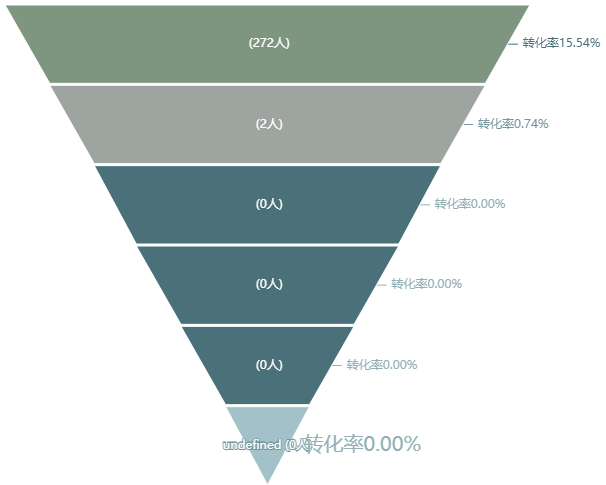 (272人) 转化率15.54%
(2人) 转化率0.74%
(0人) 转化率0.00%
(0人) 转化率0.00%
(0人) 转化率0.00%
undefined (0人) 转化率0.00%